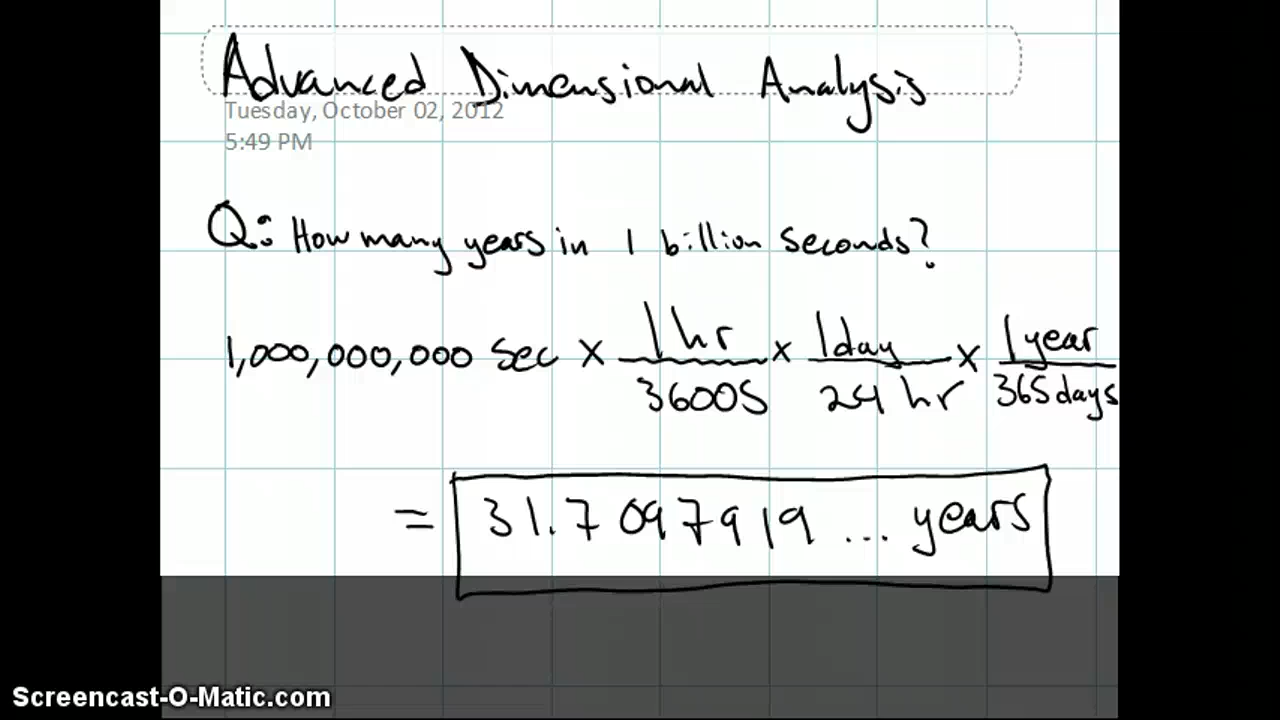 Advanced Dimensional Analysis
Tuesday, October 02, 2012
5:49 PM
Q: How many years in 1 billion seconds?
1,000,000,000 sec × 1 hr / 3600S × 1 day / 24 hr × 1 year / 365 days
= 31.7097919 ... years
Screencast-O-Matic.com